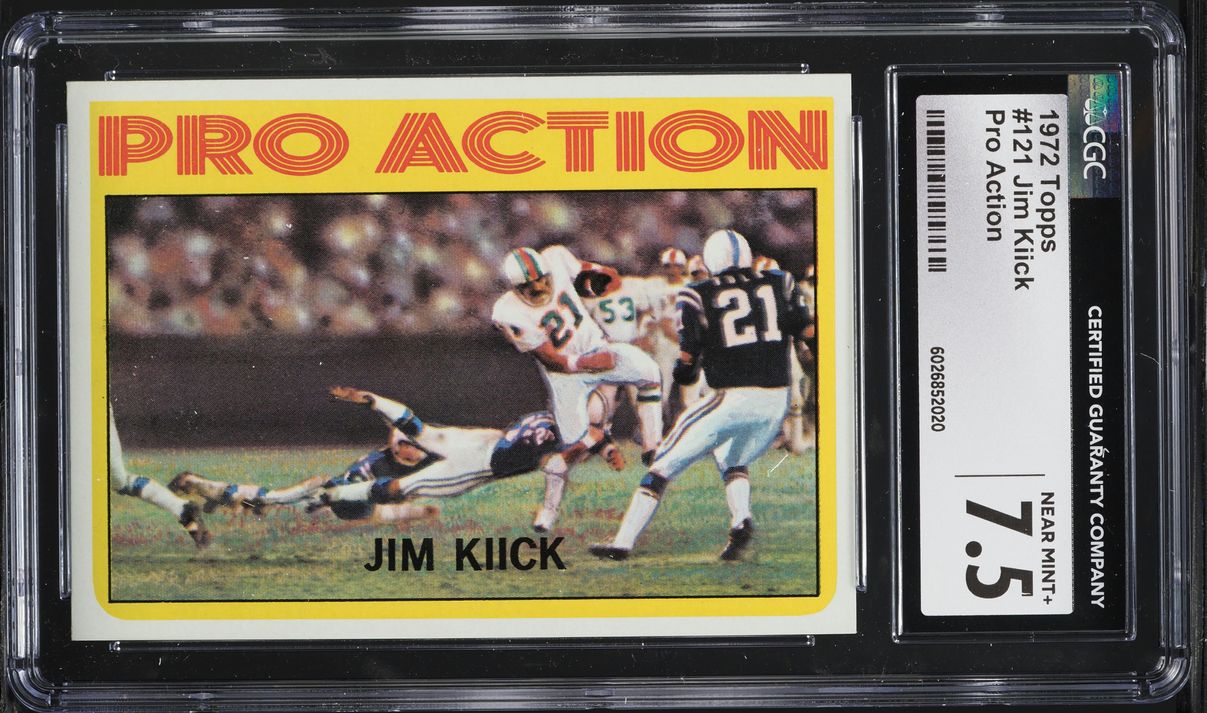 PRO ACTION
21
53
21
JIM KIICK
CGC
CERTIFIED GUARANTY COMPANY
1972 Topps
#121 Jim Kiick
Pro Action
6026852020
NEAR MINT+
7.5